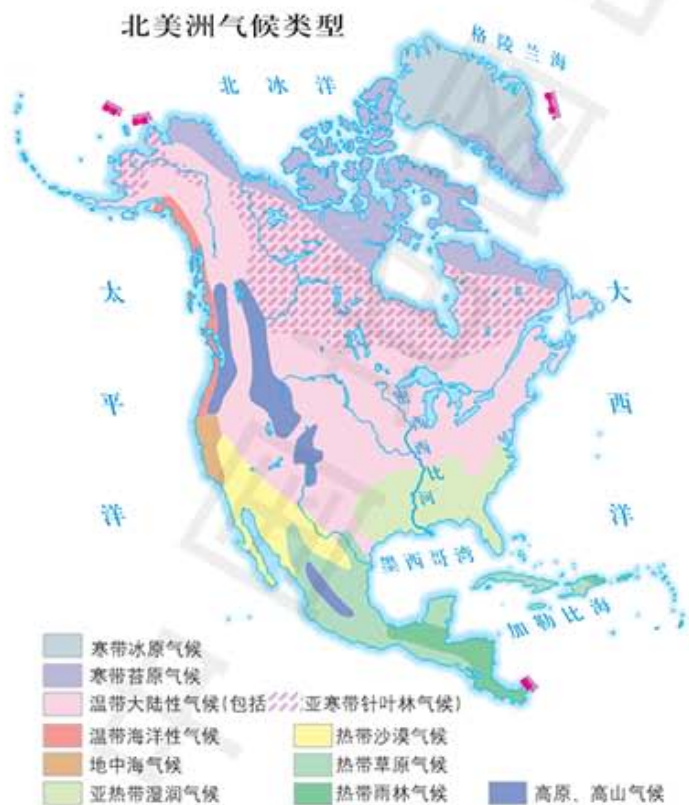 北美洲气候类型
格陵兰海
北冰洋
太平洋
大西洋
密西西比河
墨西哥湾
加勒比海
寒带冰原气候
寒带苔原气候
温带大陆性气候(包括 亚寒带针叶林气候)
温带海洋性气候 热带沙漠气候
地中海气候 热带草原气候
亚热带湿润气候 热带雨林气候 高原、高山气候